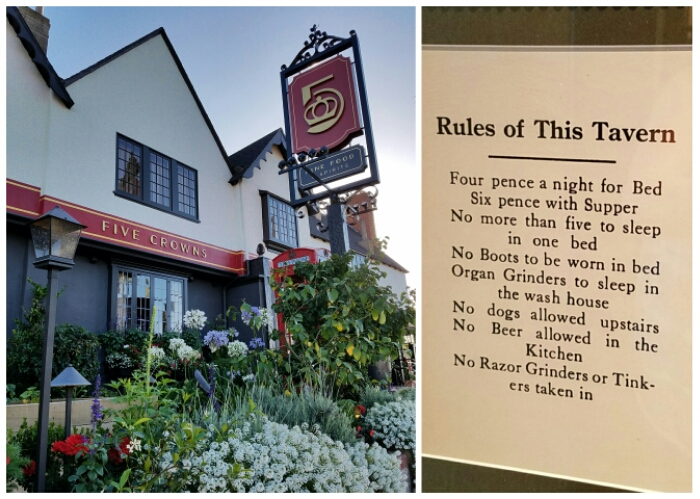 5
FINE FOOD
SPIRITS
FIVE CROWNS
Rules of This Tavern
Four pence a night for Bed
Six pence with Supper
No more than five to sleep
in one bed
No Boots to be worn in bed
Organ Grinders to sleep in
the wash house
No dogs allowed upstairs
No Beer allowed in the
Kitchen
No Razor Grinders or Tink-
ers taken in